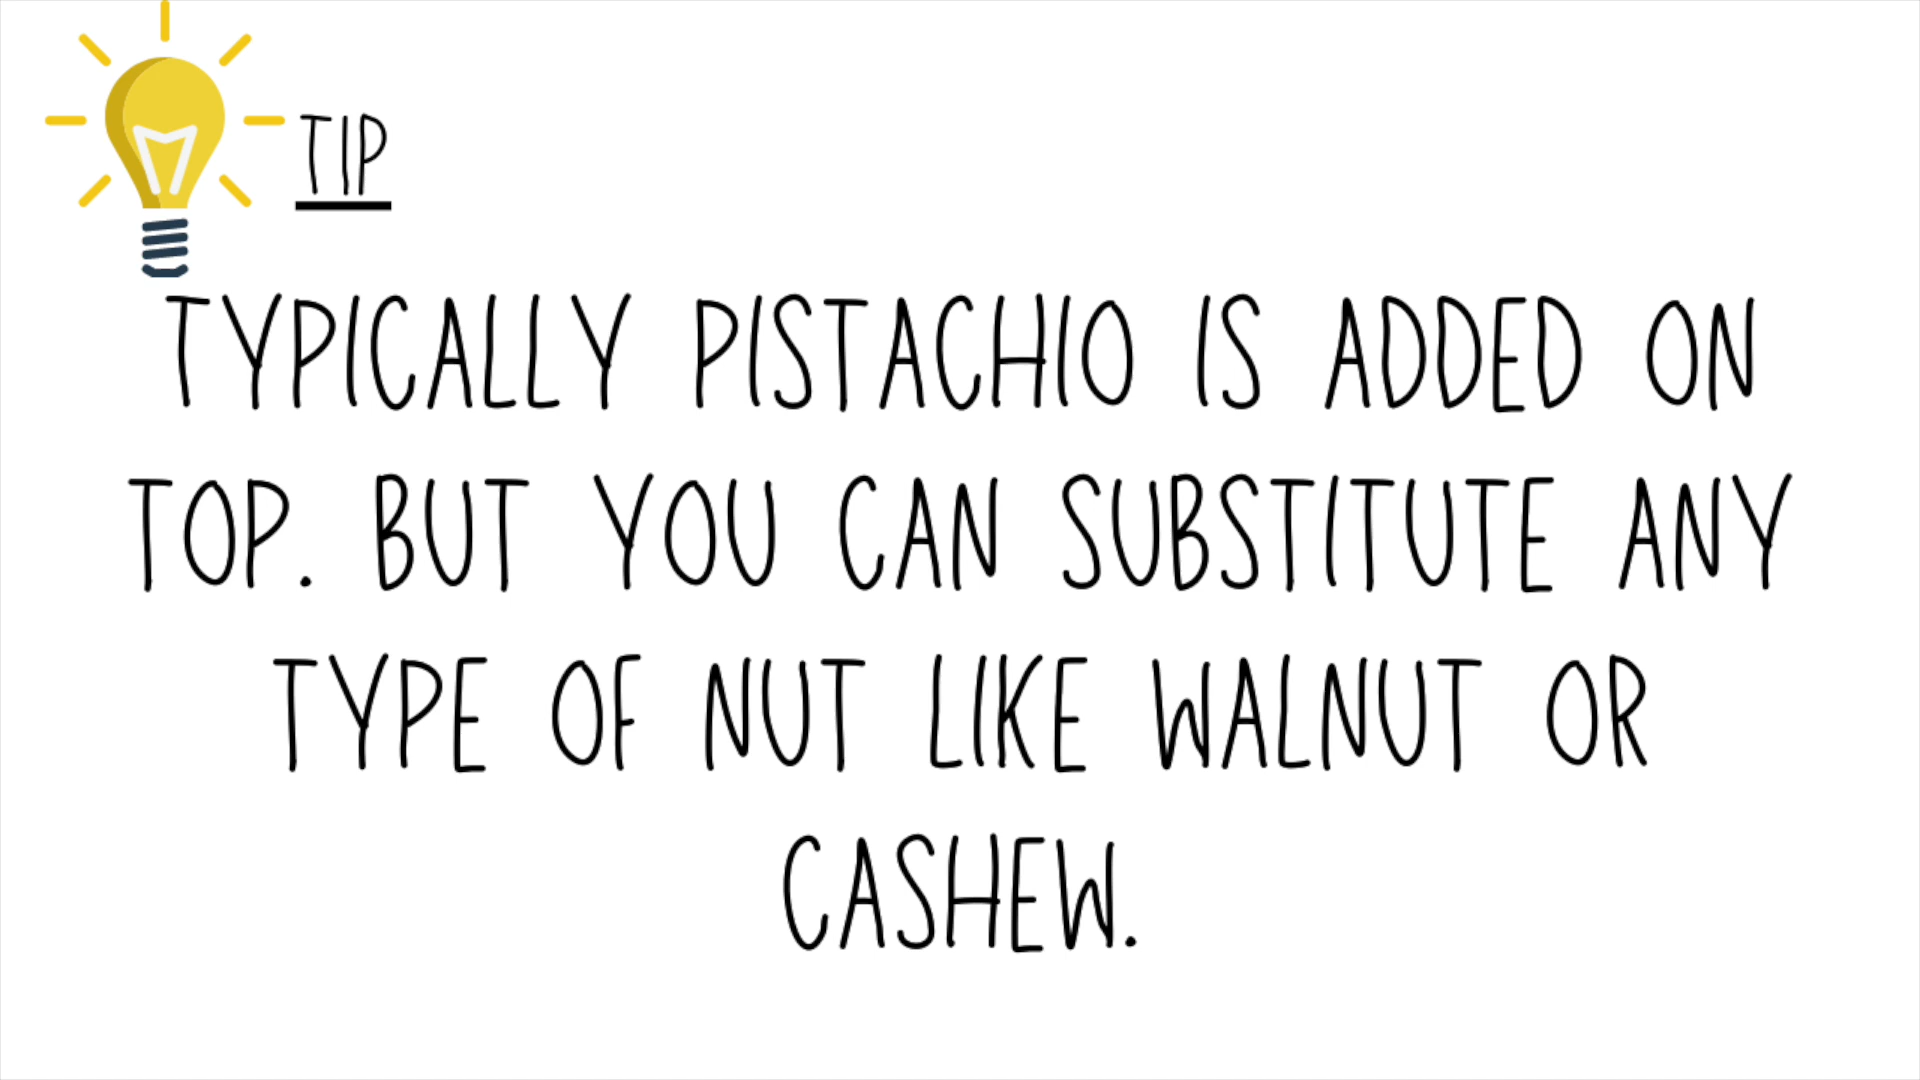 TIP
TYPICALLY PISTACHIO IS ADDED ON
TOP. BUT YOU CAN SUBSTITUTE ANY
TYPE OF NUT LIKE WALNUT OR
CASHEW.